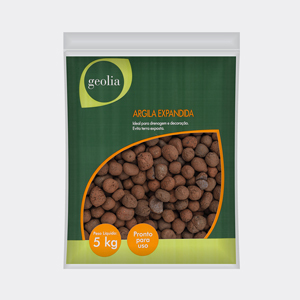 geolia
ARGILA EXPANDIDA
Ideal para drenagem e decoração.
Evita terra exposta.
Peso Líquido
5 kg
Pronto
para
uso